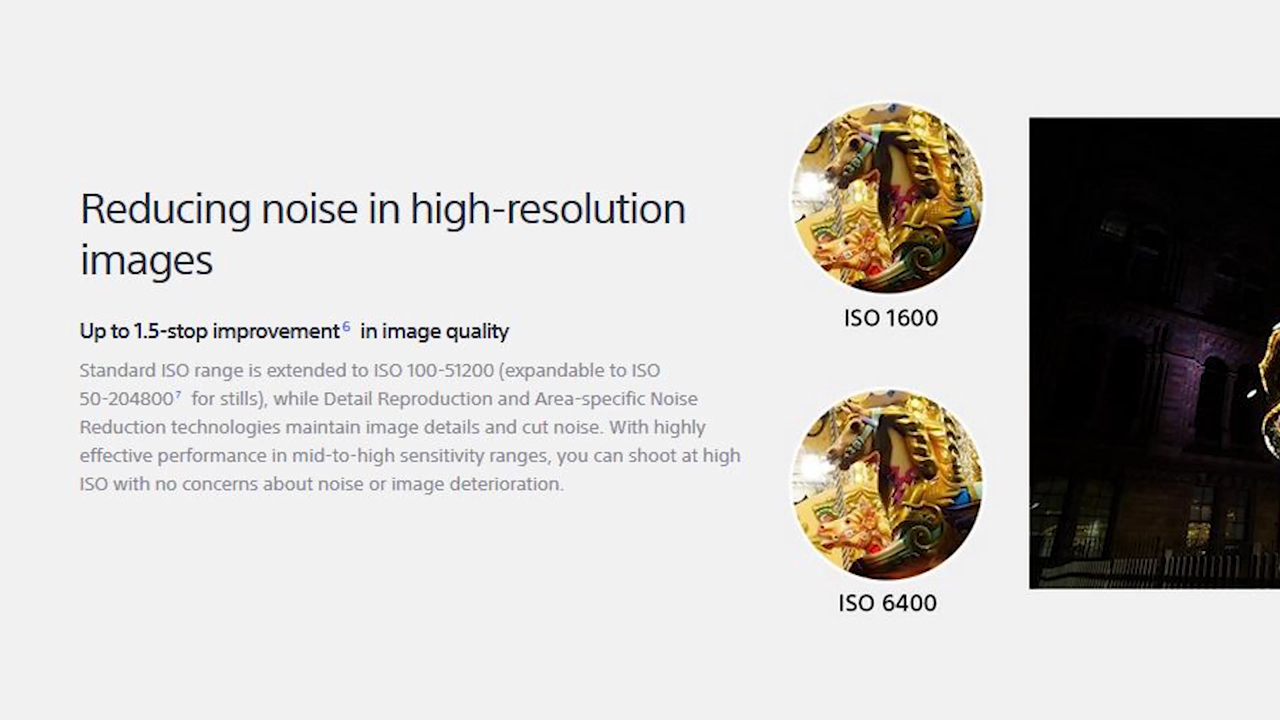 Reducing noise in high-resolution
images
Up to 1.5-stop improvement6 in image quality
Standard ISO range is extended to ISO 100-51200 (expandable to ISO
50-2048007 for stills), while Detail Reproduction and Area-specific Noise
Reduction technologies maintain image details and cut noise. With highly
effective performance in mid-to-high sensitivity ranges, you can shoot at high
ISO with no concerns about noise or image deterioration.
ISO 1600
ISO 6400